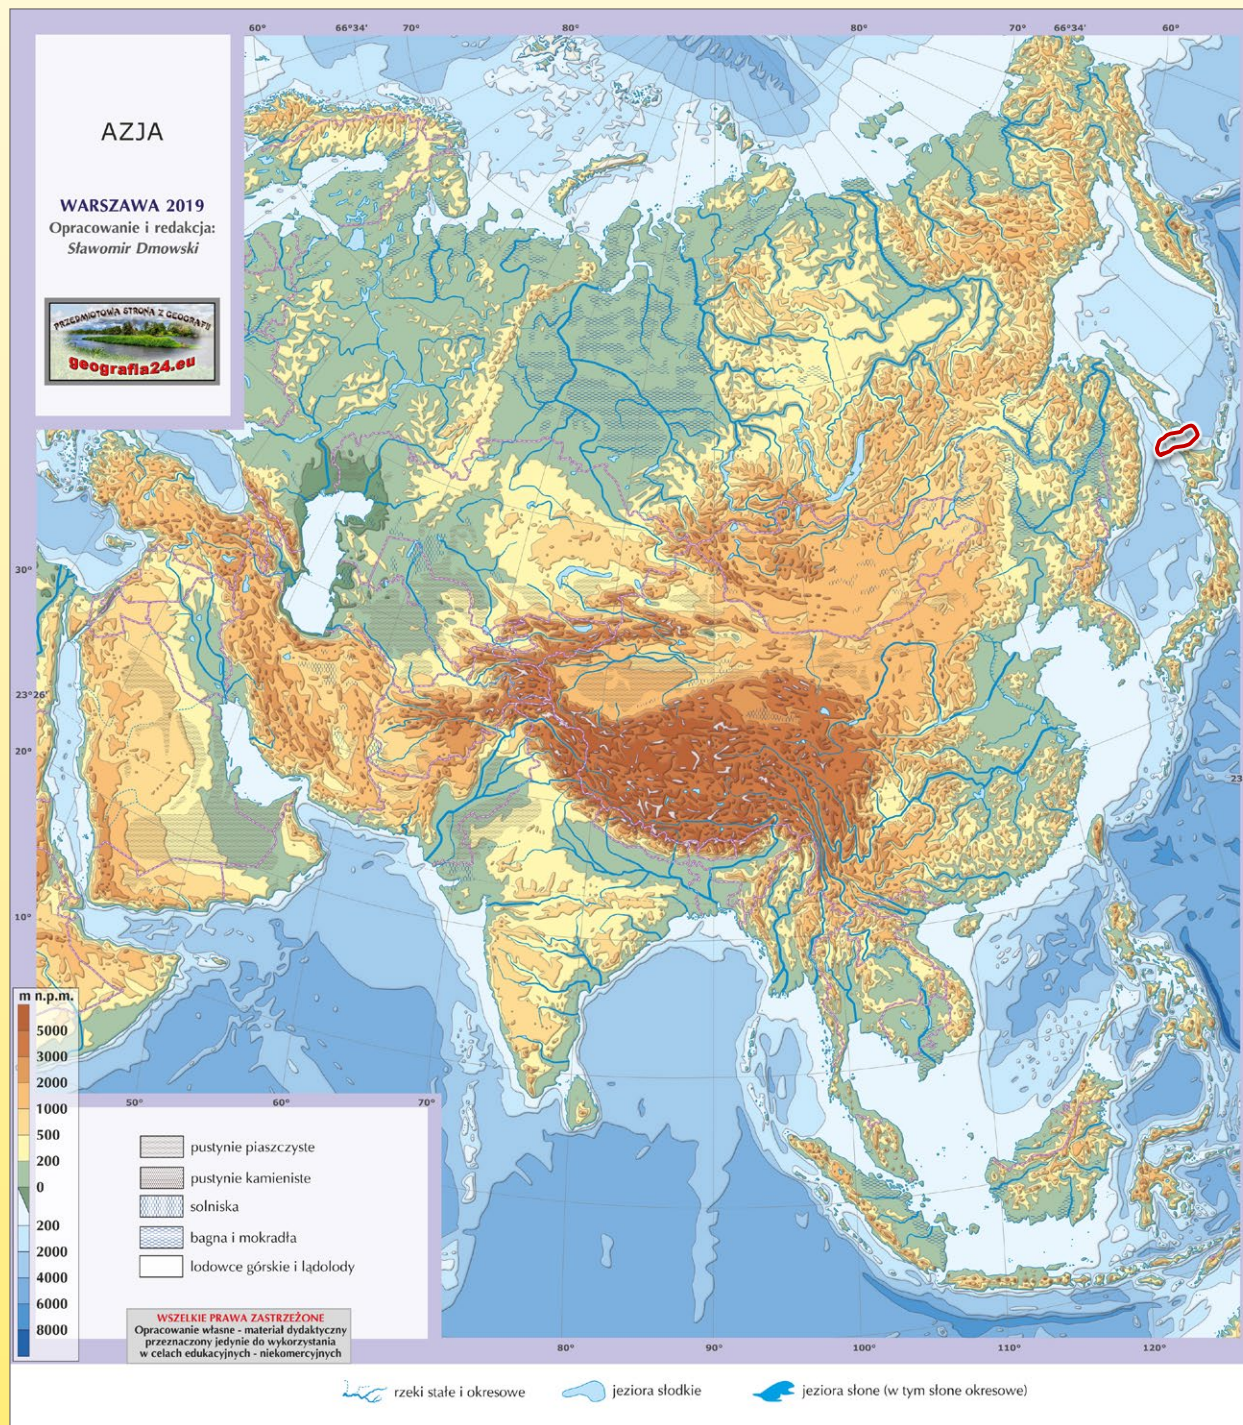 60° 66°34' 70° 80° 80° 70° 66°34' 60°
AZJA
WARSZAWA 2019
Opracowanie i redakcja:
Sławomir Dmowski
PRZEDMIOTOWA STRONA Z GEOGRAFII
geografia24.eu
30°
23°26'
20°
23
10°
m n.p.m.
5000
3000
2000
1000
500
200
0
200
2000
4000
6000
8000
50° 60° 70°
pustynie piaszczyste
pustynie kamieniste
solniska
bagna i mokradła
lodowce górskie i lądolody
WSZELKIE PRAWA ZASTRZEŻONE
Opracowanie własne - materiał dydaktyczny
przeznaczony jedynie do wykorzystania
w celach edukacyjnych - niekomercyjnych
80° 90° 100° 110° 120°
rzeki stałe i okresowe jeziora słodkie jeziora słone (w tym słone okresowe)